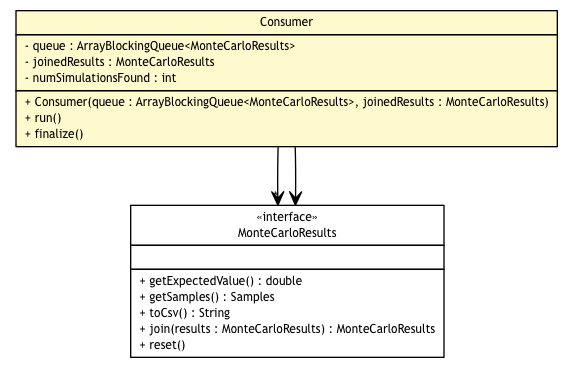 Consumer
- queue : ArrayBlockingQueue<MonteCarloResults>
- joinedResults : MonteCarloResults
- numSimulationsFound : int
+ Consumer(queue : ArrayBlockingQueue<MonteCarloResults>, joinedResults : MonteCarloResults)
+ run()
+ finalize()
«interface»
MonteCarloResults
+ getExpectedValue() : double
+ getSamples() : Samples
+ toCsv() : String
+ join(results : MonteCarloResults) : MonteCarloResults
+ reset()